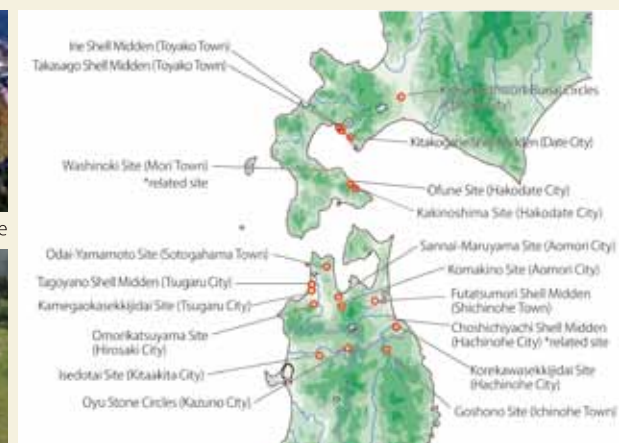 Irie Shell Midden (Toyako Town)
Takasago Shell Midden (Toyako Town)
Kitakogane Shell Midden (Date City)
Washinoki Site (Mori Town)
*related site
Ofune Site (Hakodate City)
Kakinoshima Site (Hakodate City)
Odai-Yamamoto Site (Sotogahama Town)
Sannai-Maruyama Site (Aomori City)
Tagoyano Shell Midden (Tsugaru City)
Komakino Site (Aomori City)
Kamegaokasekkijidai Site (Tsugaru City)
Futatsumori Shell Midden
(Shichinohe Town)
Omorikatsuyama Site
(Hirosaki City)
Choshichiyachi Shell Midden
(Hachinohe City) *related site
Isedotai Site (Kitaakita City)
Korekawasekkijidai Site
(Hachinohe City)
Oyu Stone Circles (Kazuno City)
Goshono Site (Ichinohe Town)